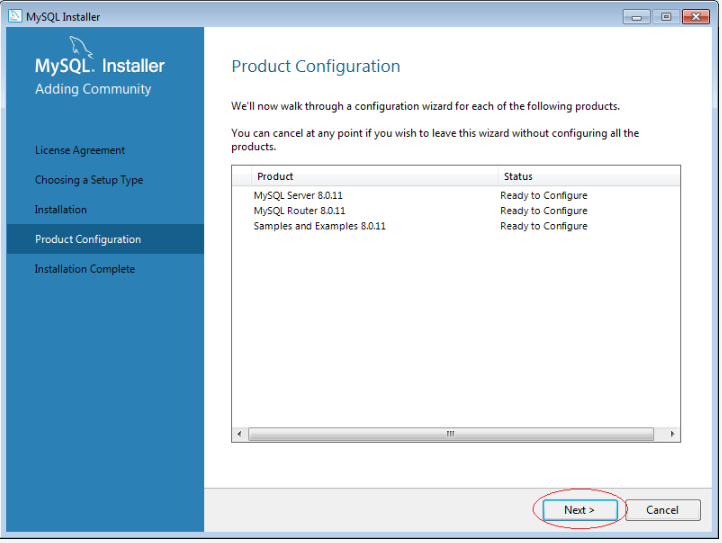 MySQL Installer
MySQL. Installer
Adding Community
License Agreement
Choosing a Setup Type
Installation
Product Configuration
Installation Complete
Product Configuration
We'll now walk through a configuration wizard for each of the following products.
You can cancel at any point if you wish to leave this wizard without configuring all the
products.
Product Status
MySQL Server 8.0.11 Ready to Configure
MySQL Router 8.0.11 Ready to Configure
Samples and Examples 8.0.11 Ready to Configure
Next > Cancel